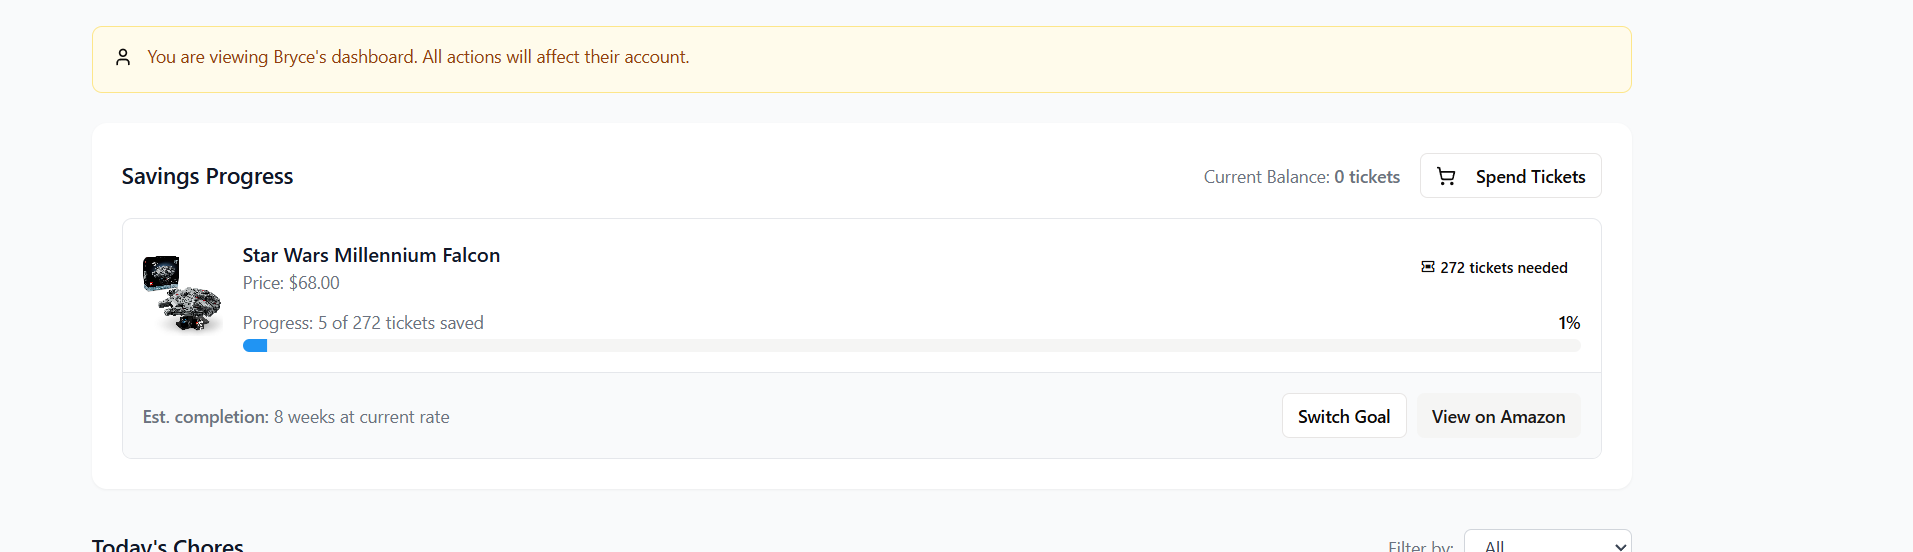 You are viewing Bryce's dashboard. All actions will affect their account.
Savings Progress
Current Balance: 0 tickets
Spend Tickets
Star Wars Millennium Falcon
Price: $68.00
272 tickets needed
Progress: 5 of 272 tickets saved
1%
Est. completion: 8 weeks at current rate
Switch Goal
View on Amazon
Today's Chores
Filter by:
All